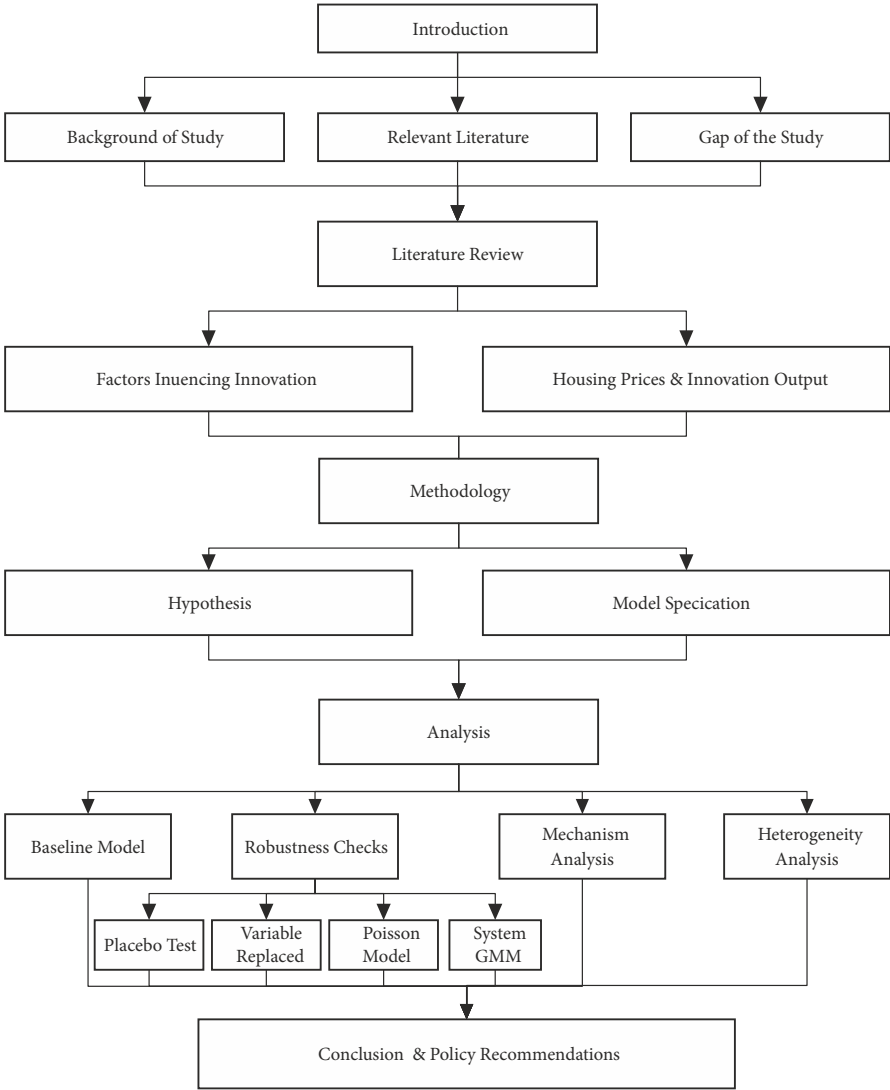 Introduction
Background of Study
Relevant Literature
Gap of the Study
Literature Review
Factors Inuencing Innovation
Housing Prices & Innovation Output
Methodology
Hypothesis
Model Specication
Analysis
Baseline Model
Robustness Checks
Mechanism
Analysis
Heterogeneity
Analysis
Placebo Test
Variable
Replaced
Poisson
Model
System
GMM
Conclusion & Policy Recommendations